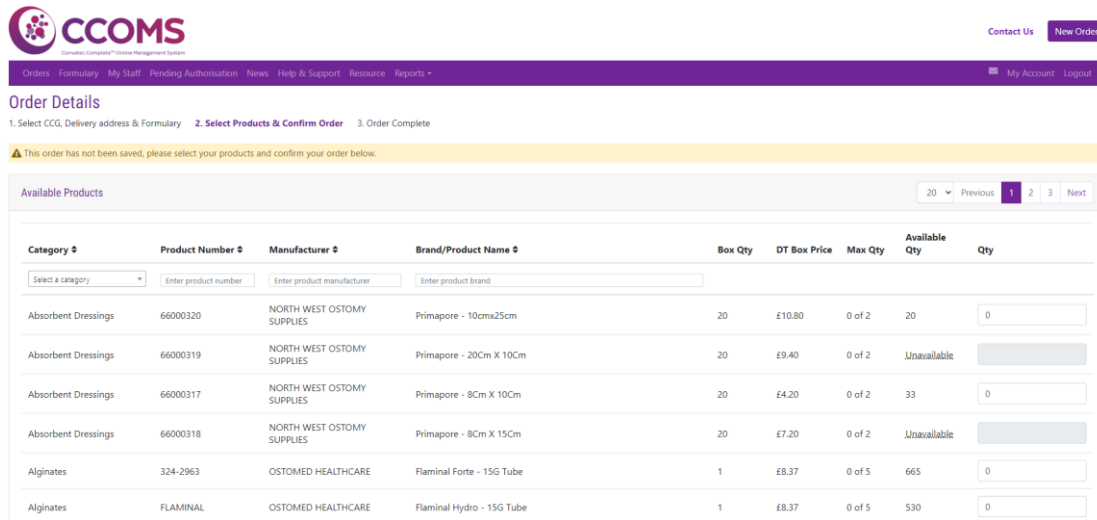 CCOMS
Convatec Complete™ Online Management System
Contact Us New Order
Orders Formulary My Staff Pending Authorisation News Help & Support Resource Reports My Account Logout
Order Details
1. Select CCG, Delivery address & Formulary 2. Select Products & Confirm Order 3. Order Complete
This order has not been saved, please select your products and confirm your order below.
Available Products 20 Previous 1 2 3 Next
Category Product Number Manufacturer Brand/Product Name Box Qty DT Box Price Max Qty Available Qty Qty
Select a category Enter product number Enter product manufacturer Enter product brand
Absorbent Dressings 66000320 NORTH WEST OSTOMY SUPPLIES Primapore - 10cmx25cm 20 £10.80 0 of 2 20 0
Absorbent Dressings 66000319 NORTH WEST OSTOMY SUPPLIES Primapore - 20Cm X 10Cm 20 £9.40 0 of 2 Unavailable
Absorbent Dressings 66000317 NORTH WEST OSTOMY SUPPLIES Primapore - 8Cm X 10Cm 20 £4.20 0 of 2 33 0
Absorbent Dressings 66000318 NORTH WEST OSTOMY SUPPLIES Primapore - 8Cm X 15Cm 20 £7.20 0 of 2 Unavailable
Alginates 324-2963 OSTOMED HEALTHCARE Flaminal Forte - 15G Tube 1 £8.37 0 of 5 665 0
Alginates FLAMINAL OSTOMED HEALTHCARE Flaminal Hydro - 15G Tube 1 £8.37 0 of 5 530 0